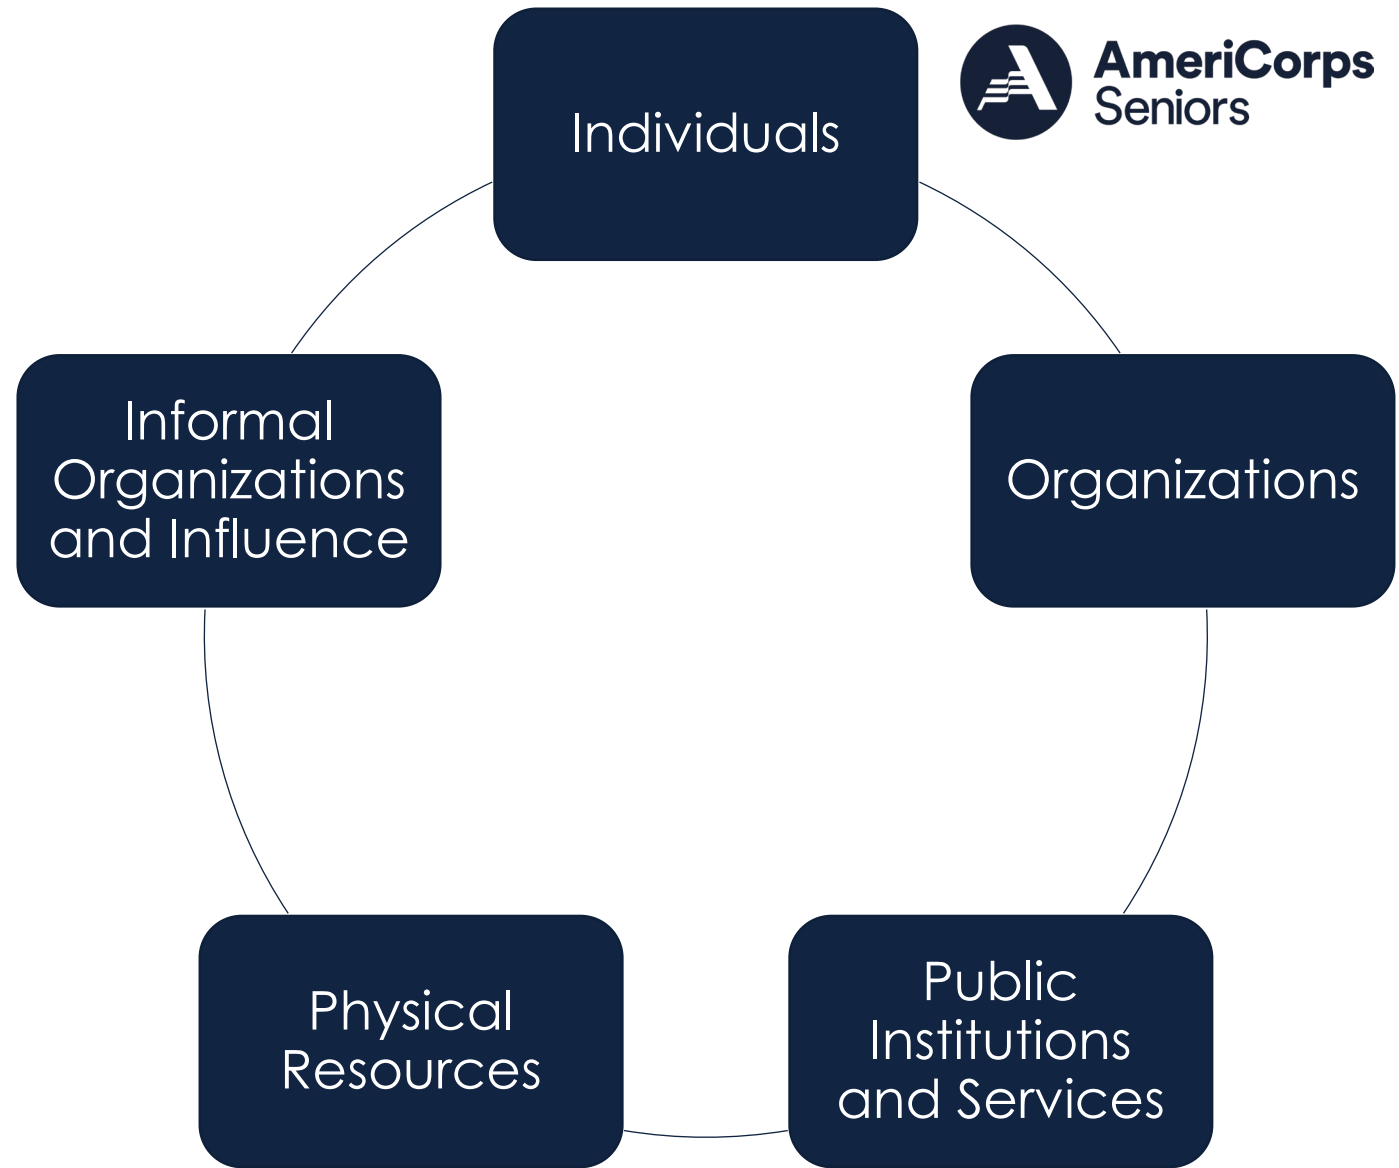 Individuals
AmeriCorps
Seniors
Informal
Organizations
and Influence
Organizations
Physical
Resources
Public
Institutions
and Services